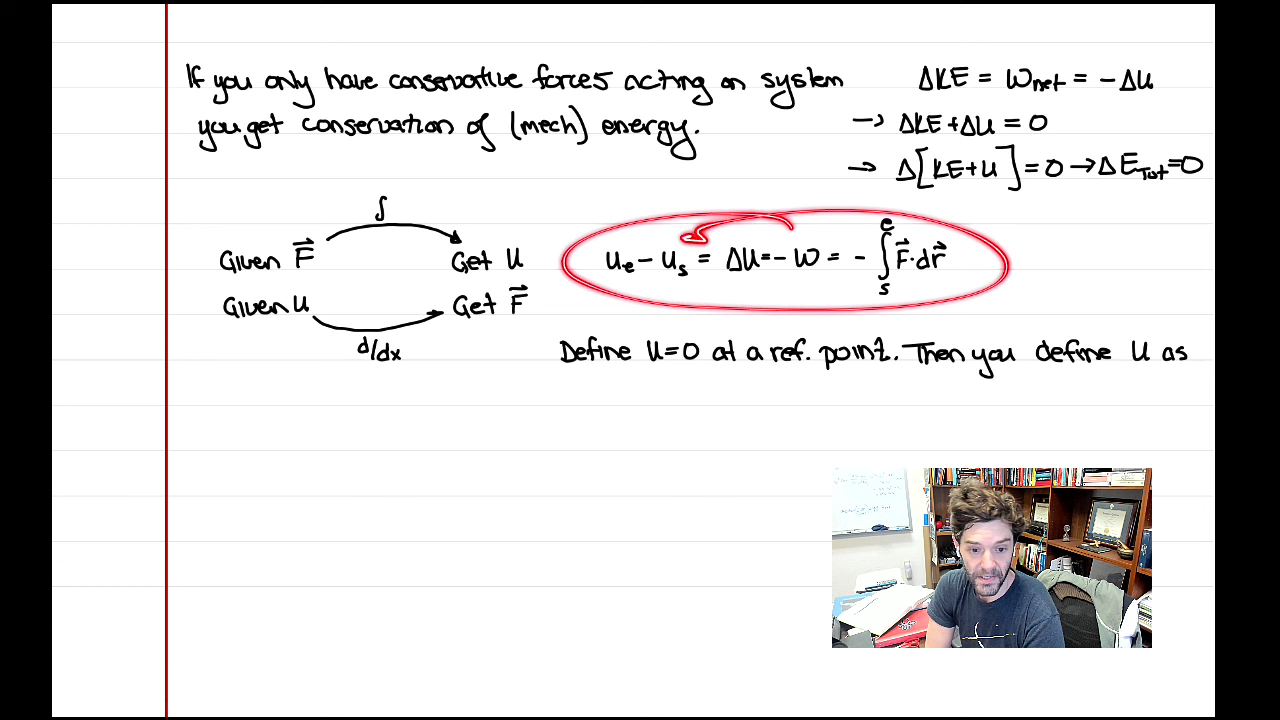 If you only have conservative forces acting on system
you get conservation of (mech) energy.
ΔKE = Wnet = -ΔU
→ ΔKE + ΔU = 0
→ Δ[KE+U] = 0 → ΔE_Tot = 0
∫
Given F⃗ Get U
Given U Get F⃗
d/dx
U_e - U_s = ΔU = -W = - ∫_s^e F⃗·dr⃗
Define U=0 at a ref. point. Then you define U as